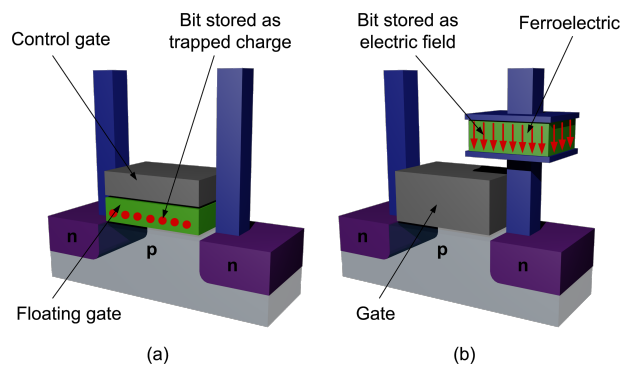 Control gate
Bit stored as
trapped charge
n
p
n
Floating gate
(a)
Bit stored as
electric field
Ferroelectric
n
p
n
Gate
(b)